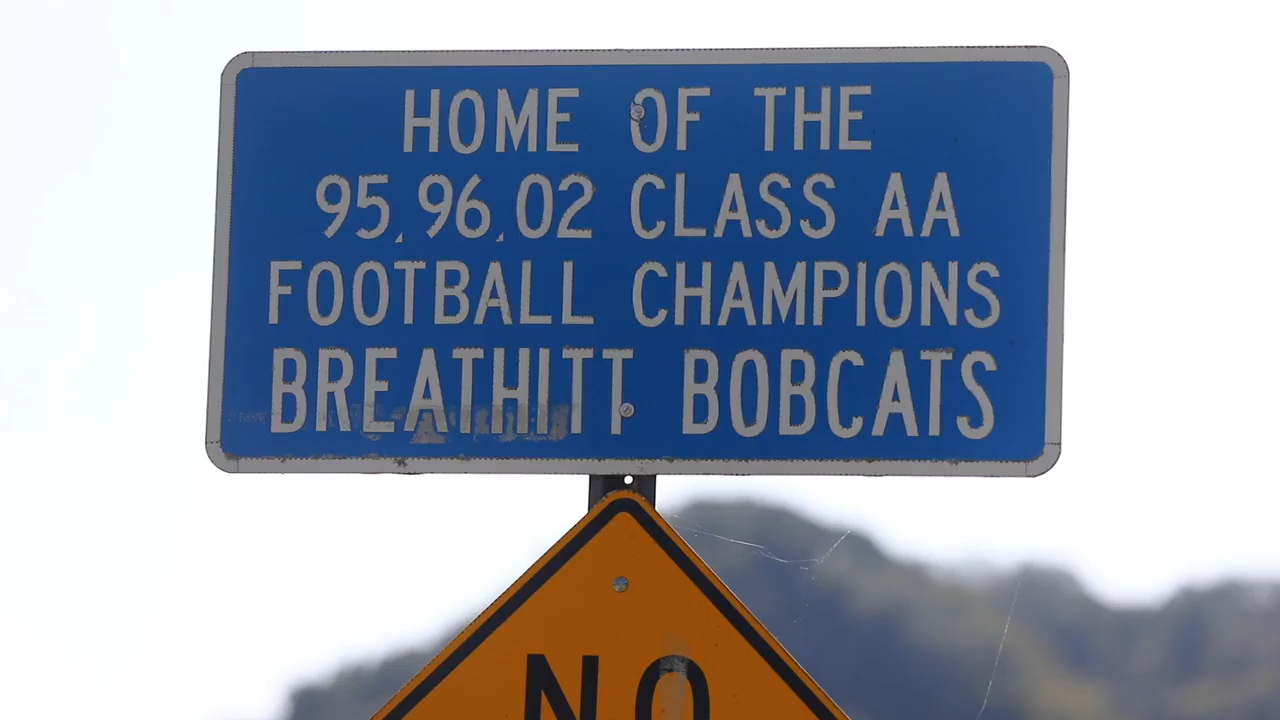 HOME OF THE
95,96,02 CLASS AA
FOOTBALL CHAMPIONS
BREATHITT BOBCATS
NO